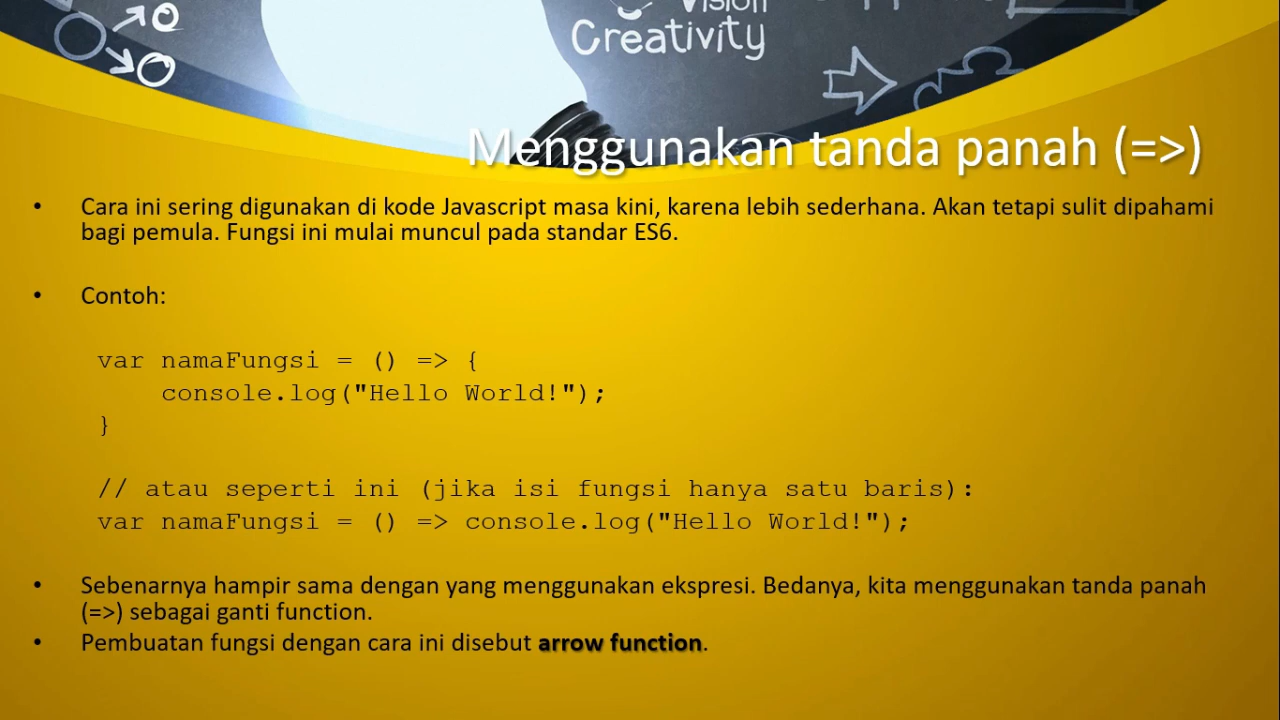 Vision
Creativity
Menggunakan tanda panah (=>)
• Cara ini sering digunakan di kode Javascript masa kini, karena lebih sederhana. Akan tetapi sulit dipahami
bagi pemula. Fungsi ini mulai muncul pada standar ES6.
• Contoh:
var namaFungsi = () => {
    console.log("Hello World!");
}
// atau seperti ini (jika isi fungsi hanya satu baris):
var namaFungsi = () => console.log("Hello World!");
• Sebenarnya hampir sama dengan yang menggunakan ekspresi. Bedanya, kita menggunakan tanda panah
(=>) sebagai ganti function.
• Pembuatan fungsi dengan cara ini disebut arrow function.